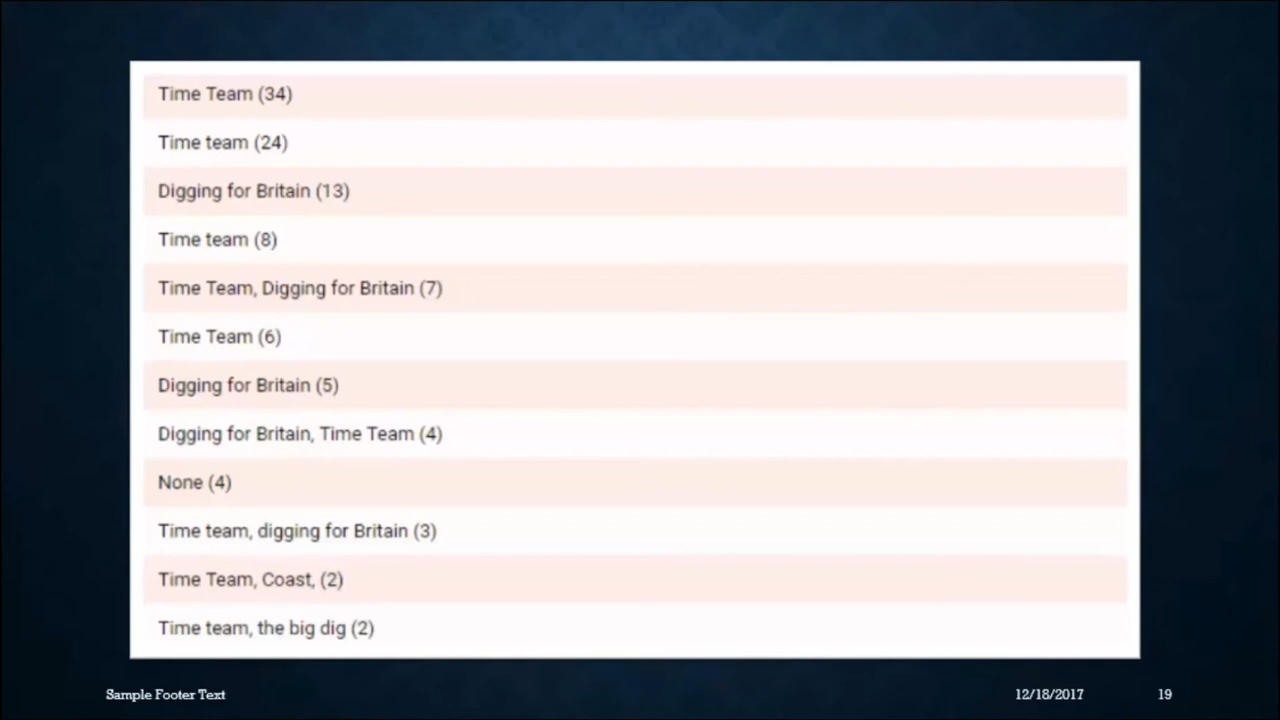 Time Team (34)
Time team (24)
Digging for Britain (13)
Time team (8)
Time Team, Digging for Britain (7)
Time Team (6)
Digging for Britain (5)
Digging for Britain, Time Team (4)
None (4)
Time team, digging for Britain (3)
Time Team, Coast, (2)
Time team, the big dig (2)
Sample Footer Text 12/18/2017 19